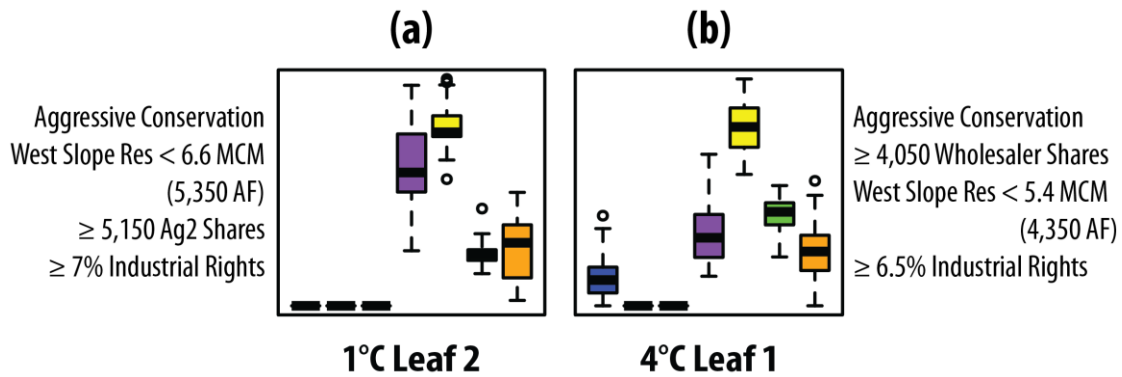 (a)
(b)
Aggressive Conservation
West Slope Res < 6.6 MCM
(5,350 AF)
≥ 5,150 Ag2 Shares
≥ 7% Industrial Rights
Aggressive Conservation
≥ 4,050 Wholesaler Shares
West Slope Res < 5.4 MCM
(4,350 AF)
≥ 6.5% Industrial Rights
1°C Leaf 2
4°C Leaf 1